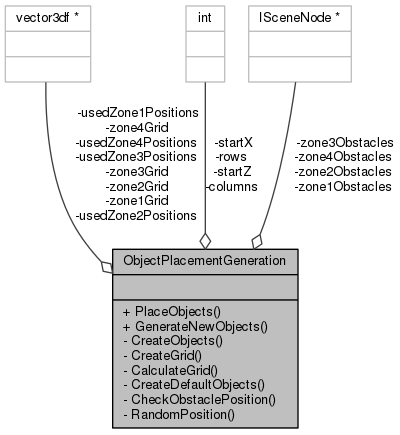 vector3df *
int
ISceneNode *
-usedZone1Positions
-zone4Grid
-usedZone4Positions
-usedZone3Positions
-zone3Grid
-zone2Grid
-zone1Grid
-usedZone2Positions
-startX
-rows
-startZ
-columns
-zone3Obstacles
-zone4Obstacles
-zone2Obstacles
-zone1Obstacles
ObjectPlacementGeneration
+ PlaceObjects()
+ GenerateNewObjects()
- CreateObjects()
- CreateGrid()
- CalculateGrid()
- CreateDefaultObjects()
- CheckObstaclePosition()
- RandomPosition()